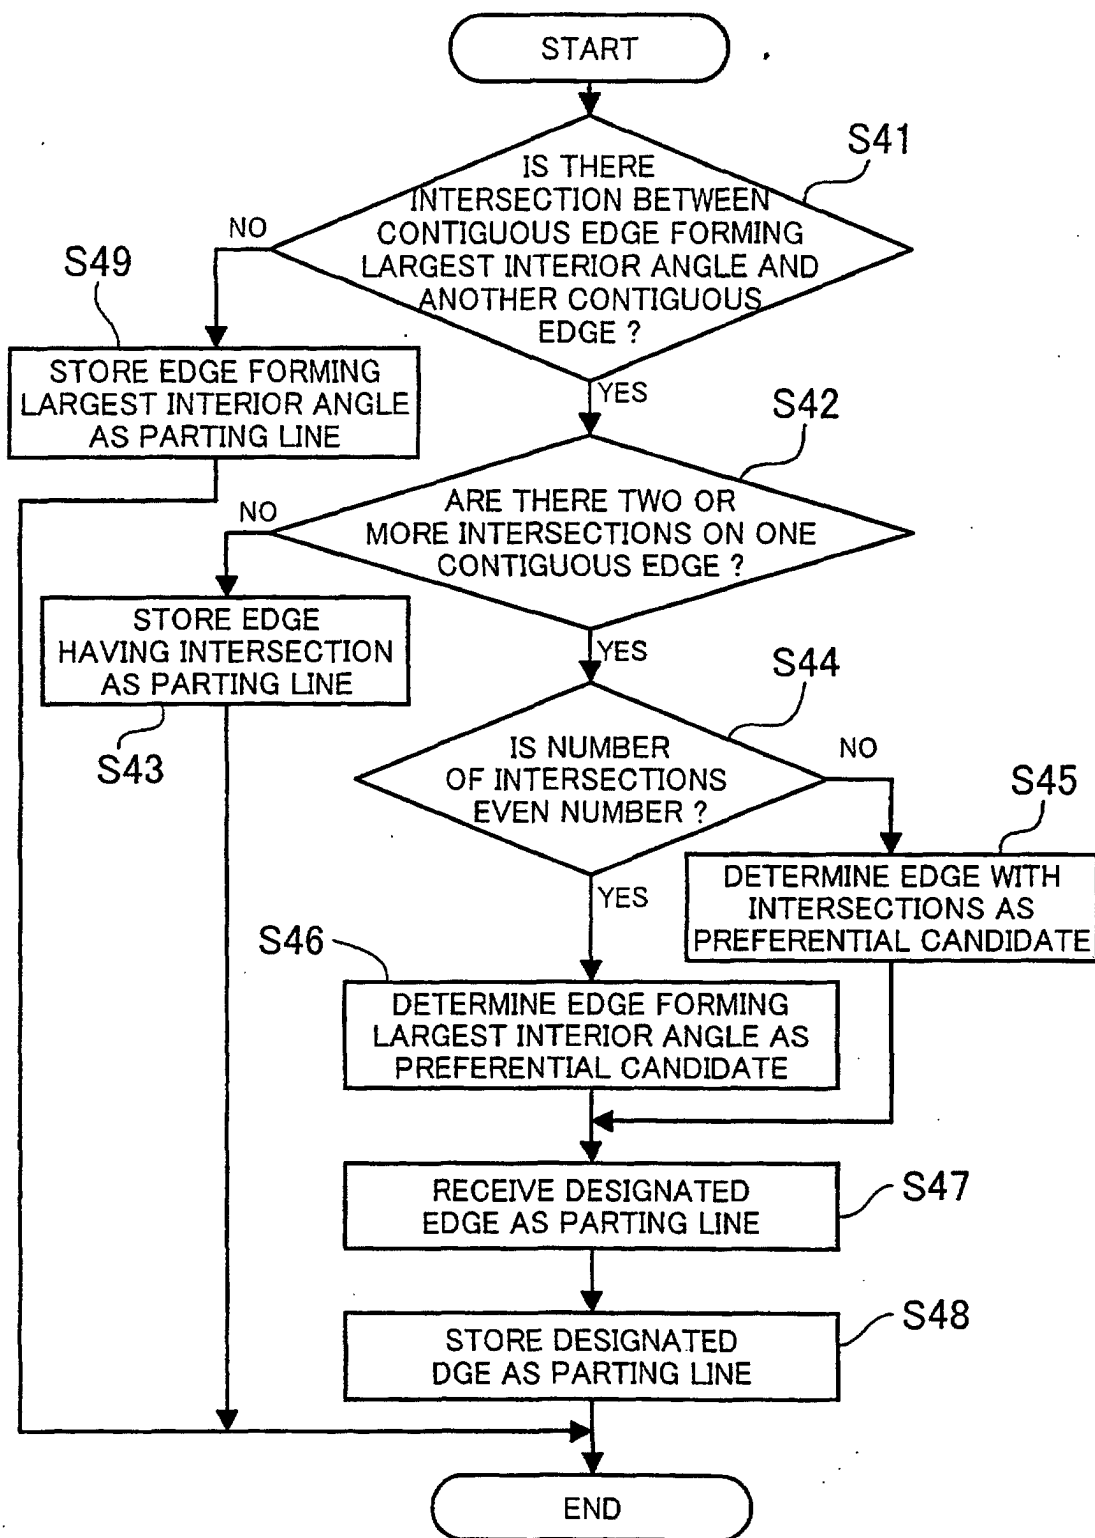 START
S41
IS THERE
INTERSECTION BETWEEN
CONTIGUOUS EDGE FORMING
LARGEST INTERIOR ANGLE AND
ANOTHER CONTIGUOUS
EDGE ?
NO
S49
STORE EDGE FORMING
LARGEST INTERIOR ANGLE
AS PARTING LINE
YES
S42
ARE THERE TWO OR
MORE INTERSECTIONS ON ONE
CONTIGUOUS EDGE ?
NO
STORE EDGE
HAVING INTERSECTION
AS PARTING LINE
S43
YES
S44
IS NUMBER
OF INTERSECTIONS
EVEN NUMBER ?
NO
S45
DETERMINE EDGE WITH
INTERSECTIONS AS
PREFERENTIAL CANDIDATE
YES
S46
DETERMINE EDGE FORMING
LARGEST INTERIOR ANGLE AS
PREFERENTIAL CANDIDATE
RECEIVE DESIGNATED
EDGE AS PARTING LINE
S47
STORE DESIGNATED
DGE AS PARTING LINE
S48
END